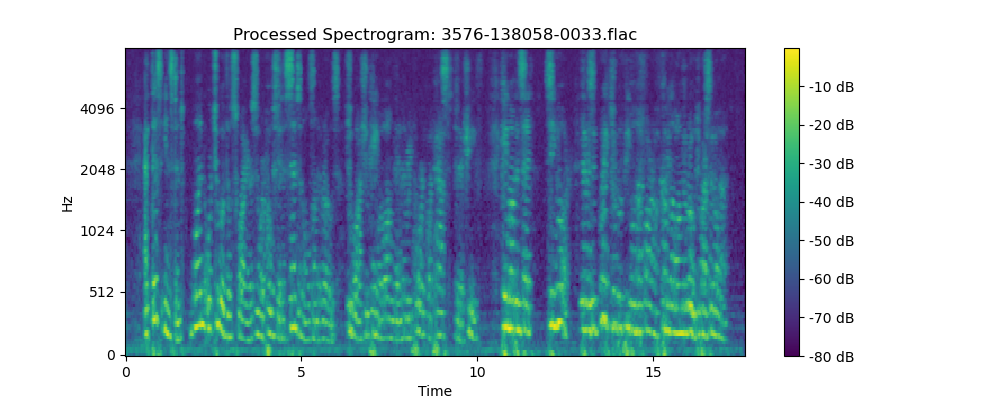 Processed Spectrogram: 3576-138058-0033.flac
4096
2048
1024
512
0
Hz
0 5 10 15
Time
-10 dB
-20 dB
-30 dB
-40 dB
-50 dB
-60 dB
-70 dB
-80 dB